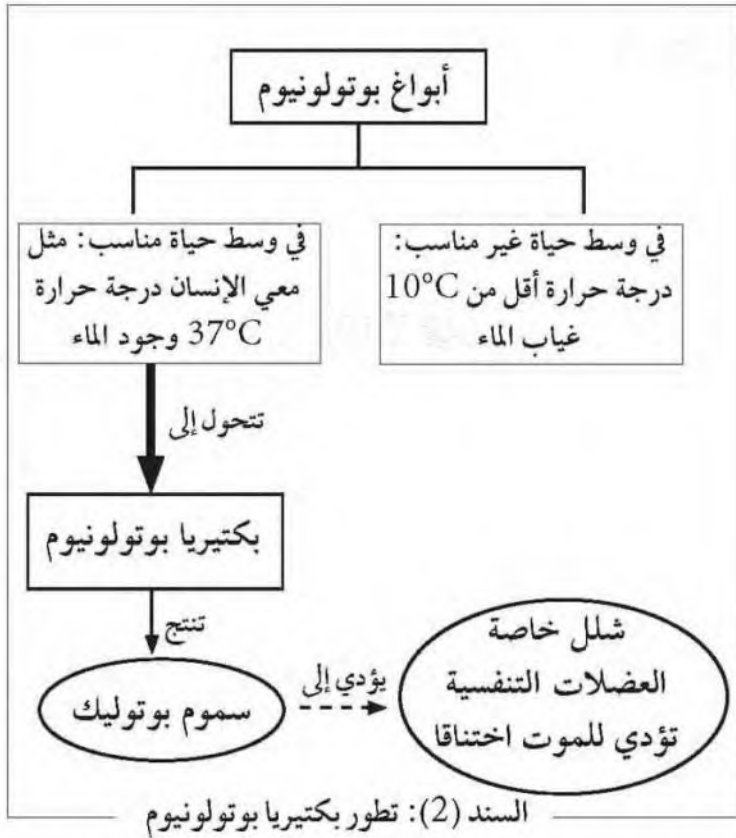 أبواغ بوتولونيوم
في وسط حياة غير مناسب:
درجة حرارة أقل من 10°C
غياب الماء
في وسط حياة مناسب: مثل
معي الإنسان درجة حرارة
37°C وجود الماء
تتحول إلى
بكتيريا بوتولونيوم
تنتج
سموم بوتوليك
يؤدي إلى
شلل خاصة
العضلات التنفسية
تؤدي للموت اختناقا
السند (2): تطور بكتيريا بوتولونيوم